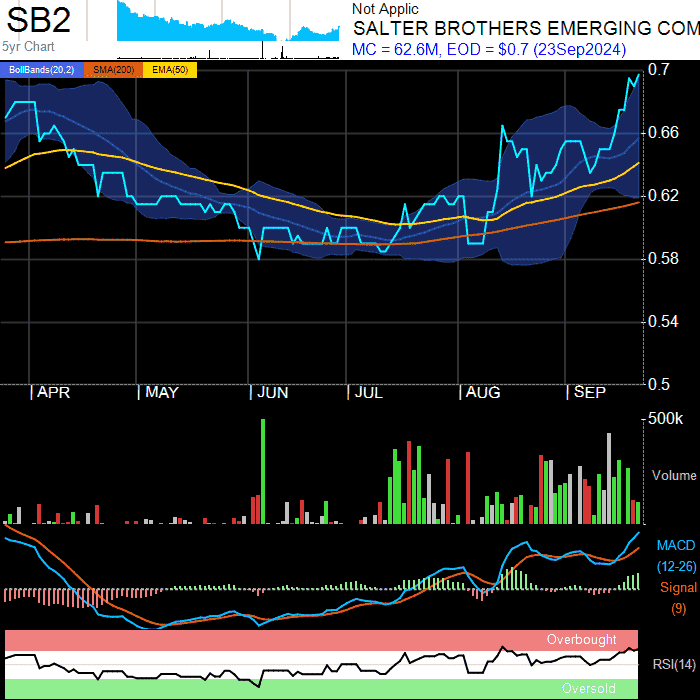 SB2
Not Applic
SALTER BROTHERS EMERGING COM
5yr Chart
MC = 62.6M, EOD = $0.7 (23Sep2024)
BollBands(20,2) SMA(200) EMA(50)
0.7
0.66
0.62
0.58
0.54
0.5
APR MAY JUN JUL AUG SEP
500k
Volume
MACD
(12-26)
Signal
(9)
Overbought
RSI(14)
Oversold